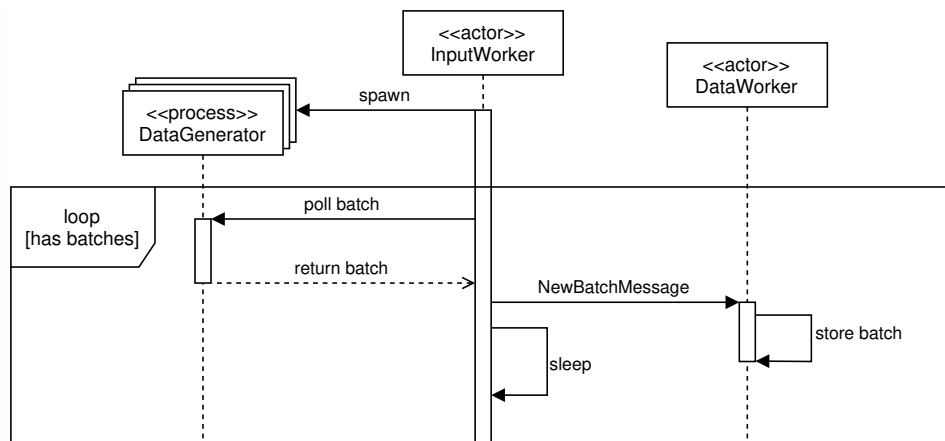 <<actor>>
InputWorker
<<actor>>
DataWorker
spawn
<<process>>
DataGenerator
loop
[has batches]
poll batch
return batch
NewBatchMessage
store batch
sleep